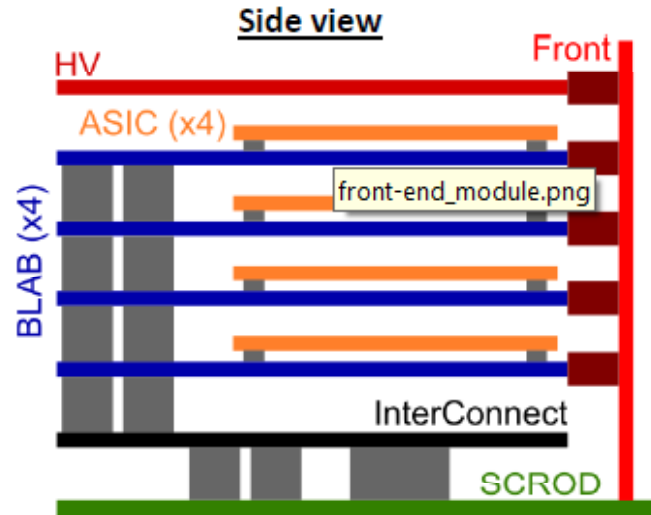 Side view
Front
HV
ASIC (x4)
front-end_module.png
BLAB (x4)
InterConnect
SCROD